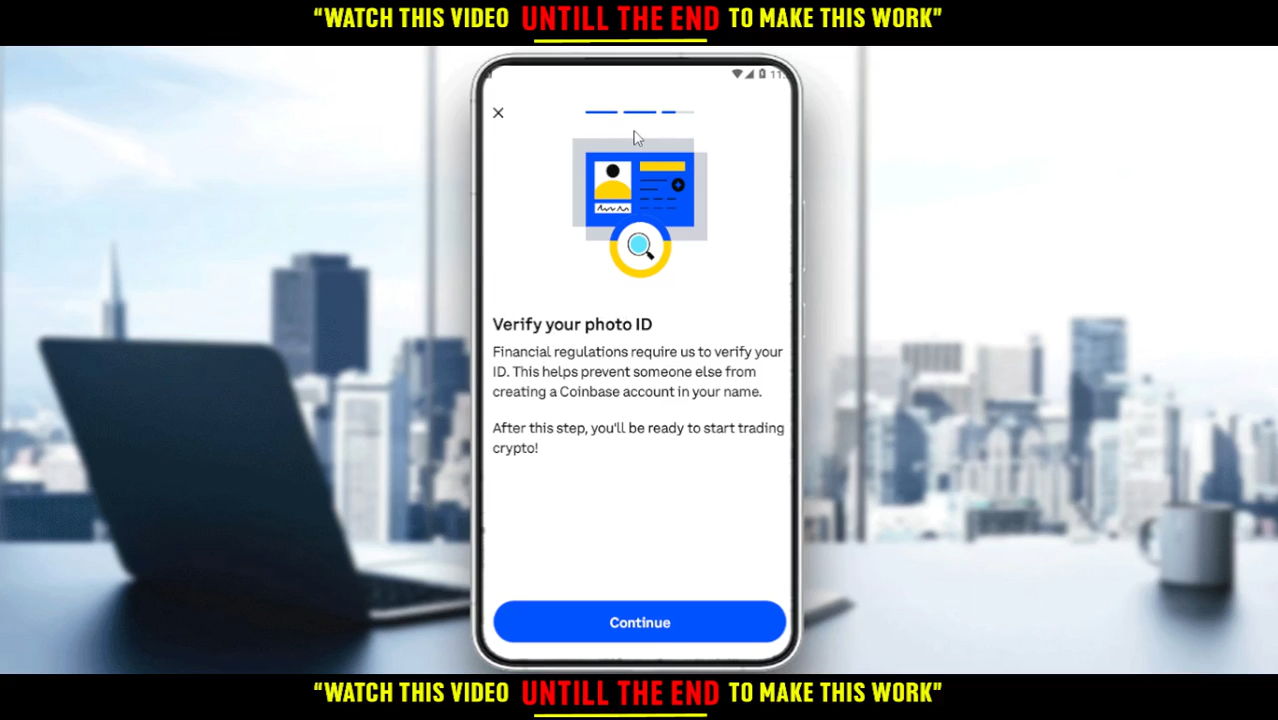 “WATCH THIS VIDEO UNTILL THE END TO MAKE THIS WORK”
11
Verify your photo ID
Financial regulations require us to verify your
ID. This helps prevent someone else from
creating a Coinbase account in your name.
After this step, you'll be ready to start trading
crypto!
Continue
“WATCH THIS VIDEO UNTILL THE END TO MAKE THIS WORK”